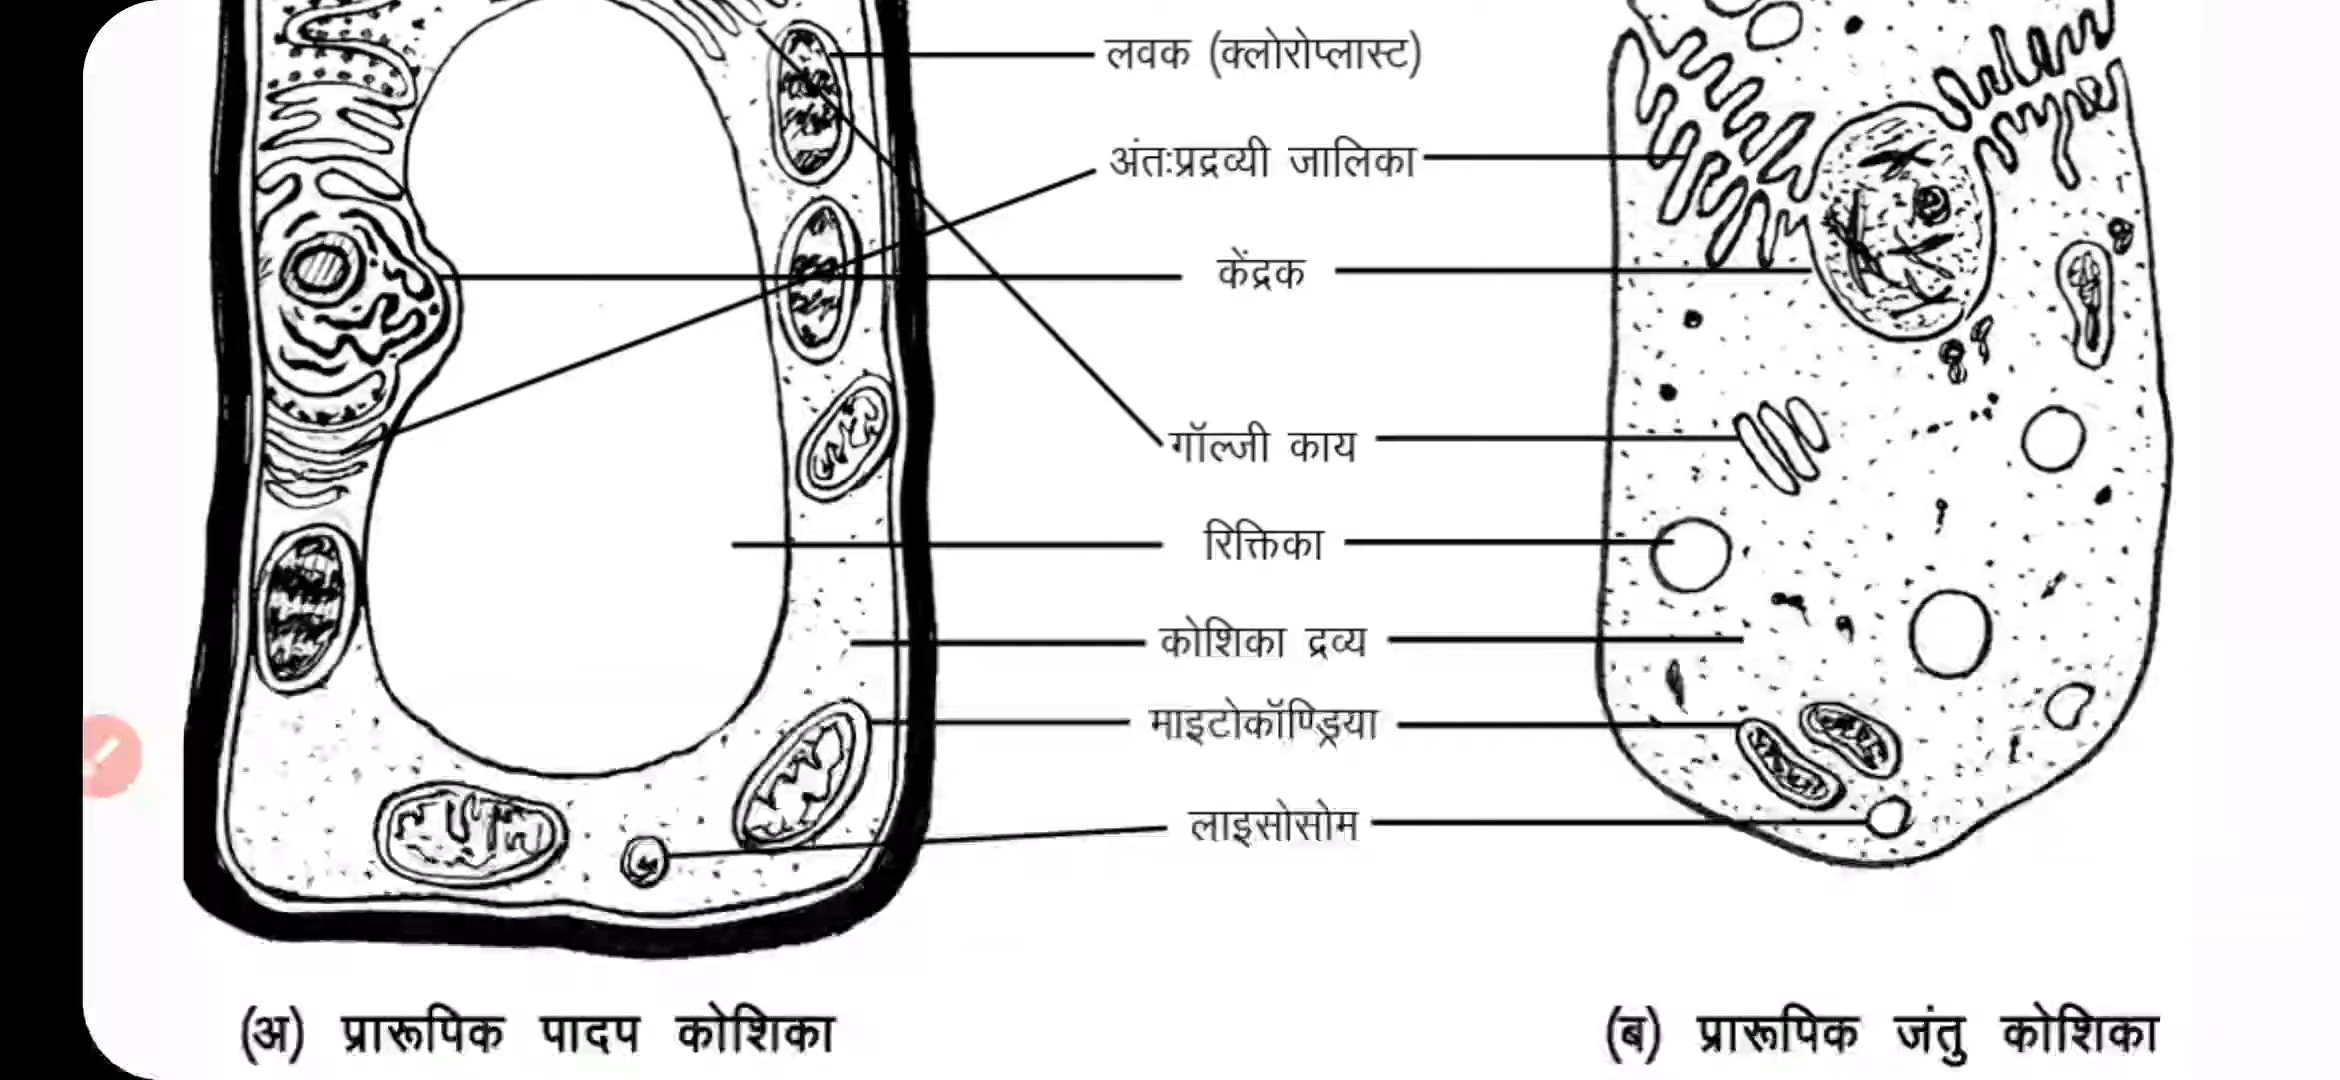 लवक (क्लोरोप्लास्ट)
अंतःप्रद्रव्यी जालिका
केंद्रक
गॉल्जी काय
रिक्तिका
कोशिका द्रव्य
माइटोकॉण्ड्रिया
लाइसोसोम
(अ) प्रारूपिक पादप कोशिका
(ब) प्रारूपिक जंतु कोशिका